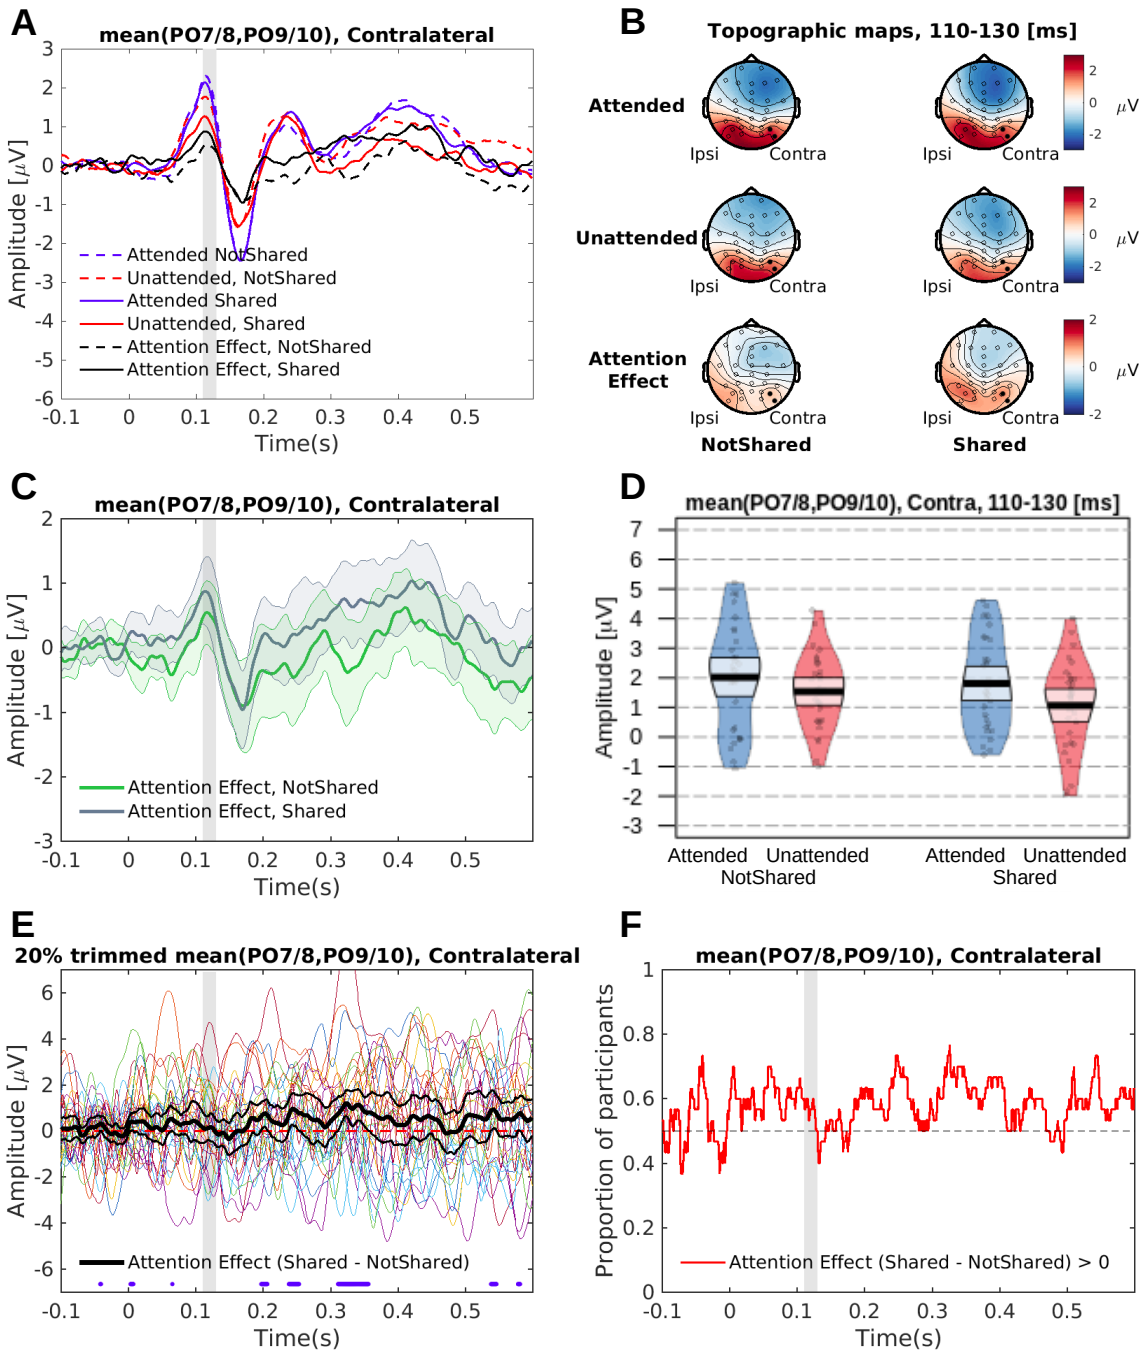 A
mean(PO7/8,PO9/10), Contralateral
3
2
1
0
-1
-2
-3
-4
-5
-6
Amplitude [μV]
Attended NotShared
Unattended, NotShared
Attended Shared
Unattended, Shared
Attention Effect, NotShared
Attention Effect, Shared
-0.1 0 0.1 0.2 0.3 0.4 0.5
Time(s)
B
Topographic maps, 110-130 [ms]
Attended
Ipsi Contra Ipsi Contra
2
0
-2
μV
Unattended
Ipsi Contra Ipsi Contra
2
0
-2
μV
Attention
Effect
Ipsi Contra Ipsi Contra
2
0
-2
μV
NotShared Shared
C
mean(PO7/8,PO9/10), Contralateral
2
1
0
-1
-2
-3
Amplitude [μV]
Attention Effect, NotShared
Attention Effect, Shared
-0.1 0 0.1 0.2 0.3 0.4 0.5
Time(s)
D
mean(PO7/8,PO9/10), Contra, 110-130 [ms]
7
6
5
4
3
2
1
0
-1
-2
-3
Amplitude [μV]
Attended Unattended Attended Unattended
NotShared Shared
E
20% trimmed mean(PO7/8,PO9/10), Contralateral
6
4
2
0
-2
-4
-6
Amplitude [μV]
Attention Effect (Shared - NotShared)
-0.1 0 0.1 0.2 0.3 0.4 0.5
Time(s)
F
mean(PO7/8,PO9/10), Contralateral
1
0.8
0.6
0.4
0.2
0
Proportion of participants
Attention Effect (Shared - NotShared) > 0
-0.1 0 0.1 0.2 0.3 0.4 0.5
Time(s)